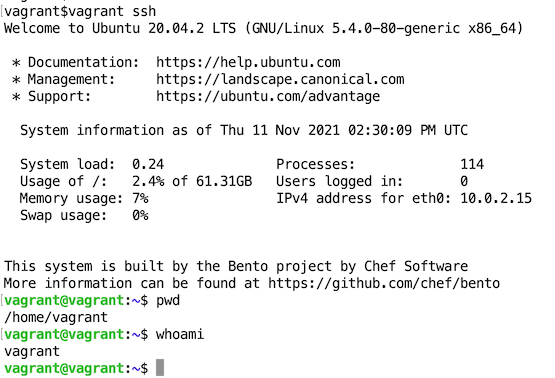 [vagrant$vagrant ssh
Welcome to Ubuntu 20.04.2 LTS (GNU/Linux 5.4.0-80-generic x86_64)
* Documentation: https://help.ubuntu.com
* Management: https://landscape.canonical.com
* Support: https://ubuntu.com/advantage
System information as of Thu 11 Nov 2021 02:30:09 PM UTC
System load: 0.24 Processes: 114
Usage of /: 2.4% of 61.31GB Users logged in: 0
Memory usage: 7% IPv4 address for eth0: 10.0.2.15
Swap usage: 0%
This system is built by the Bento project by Chef Software
More information can be found at https://github.com/chef/bento
[vagrant@vagrant:~$ pwd
/home/vagrant
[vagrant@vagrant:~$ whoami
vagrant
vagrant@vagrant:~$